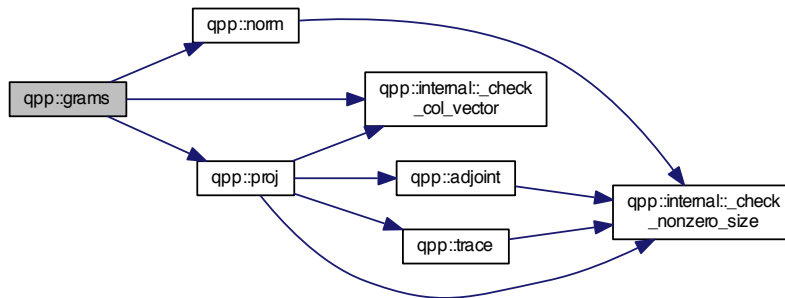 qpp::norm
qpp::grams
qpp::internal::_check
_col_vector
qpp::proj
qpp::adjoint
qpp::trace
qpp::internal::_check
_nonzero_size